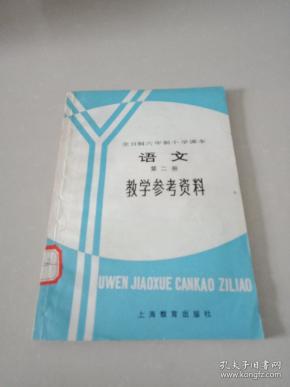 全日制六年制小学课本
语文
第二册
教学参考资料
YUWEN JIAOXUE CANKAO ZILIAO
上海教育出版社
孔夫子旧书网